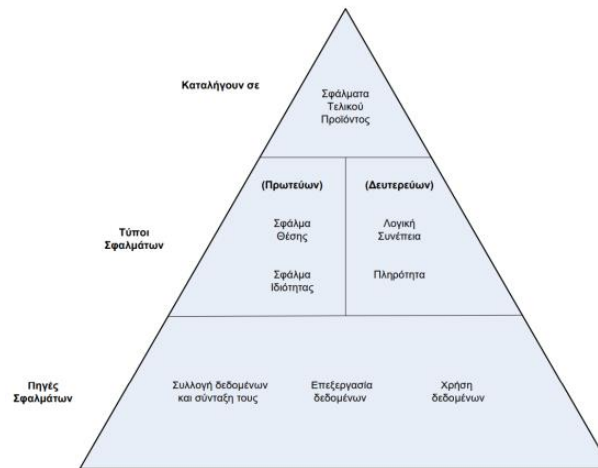 Καταλήγουν σε
Σφάλματα
Τελικού
Προϊόντος
Τύποι
Σφαλμάτων
(Πρωτεύων)
Σφάλμα
Θέσης
Σφάλμα
Ιδιότητας
(Δευτερεύων)
Λογική
Συνέπεια
Πληρότητα
Πηγές
Σφαλμάτων
Συλλογή δεδομένων
και σύνταξη τους
Επεξεργασία
δεδομένων
Χρήση
δεδομένων